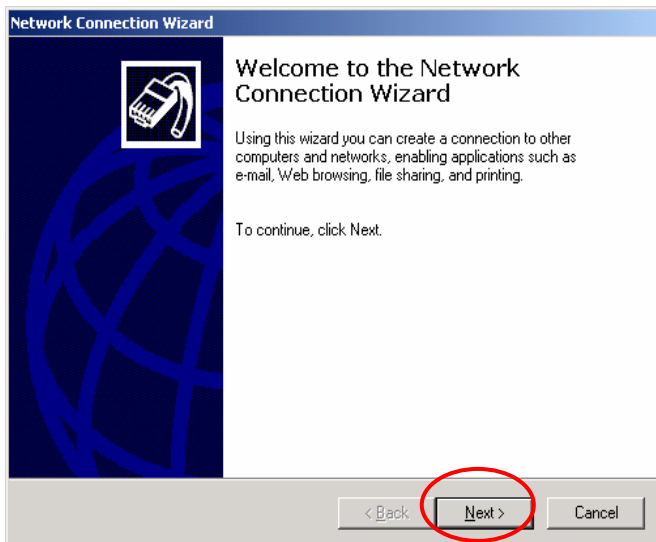 Network Connection Wizard
Welcome to the Network
Connection Wizard
Using this wizard you can create a connection to other
computers and networks, enabling applications such as
e-mail, Web browsing, file sharing, and printing.
To continue, click Next.
< Back
Next >
Cancel